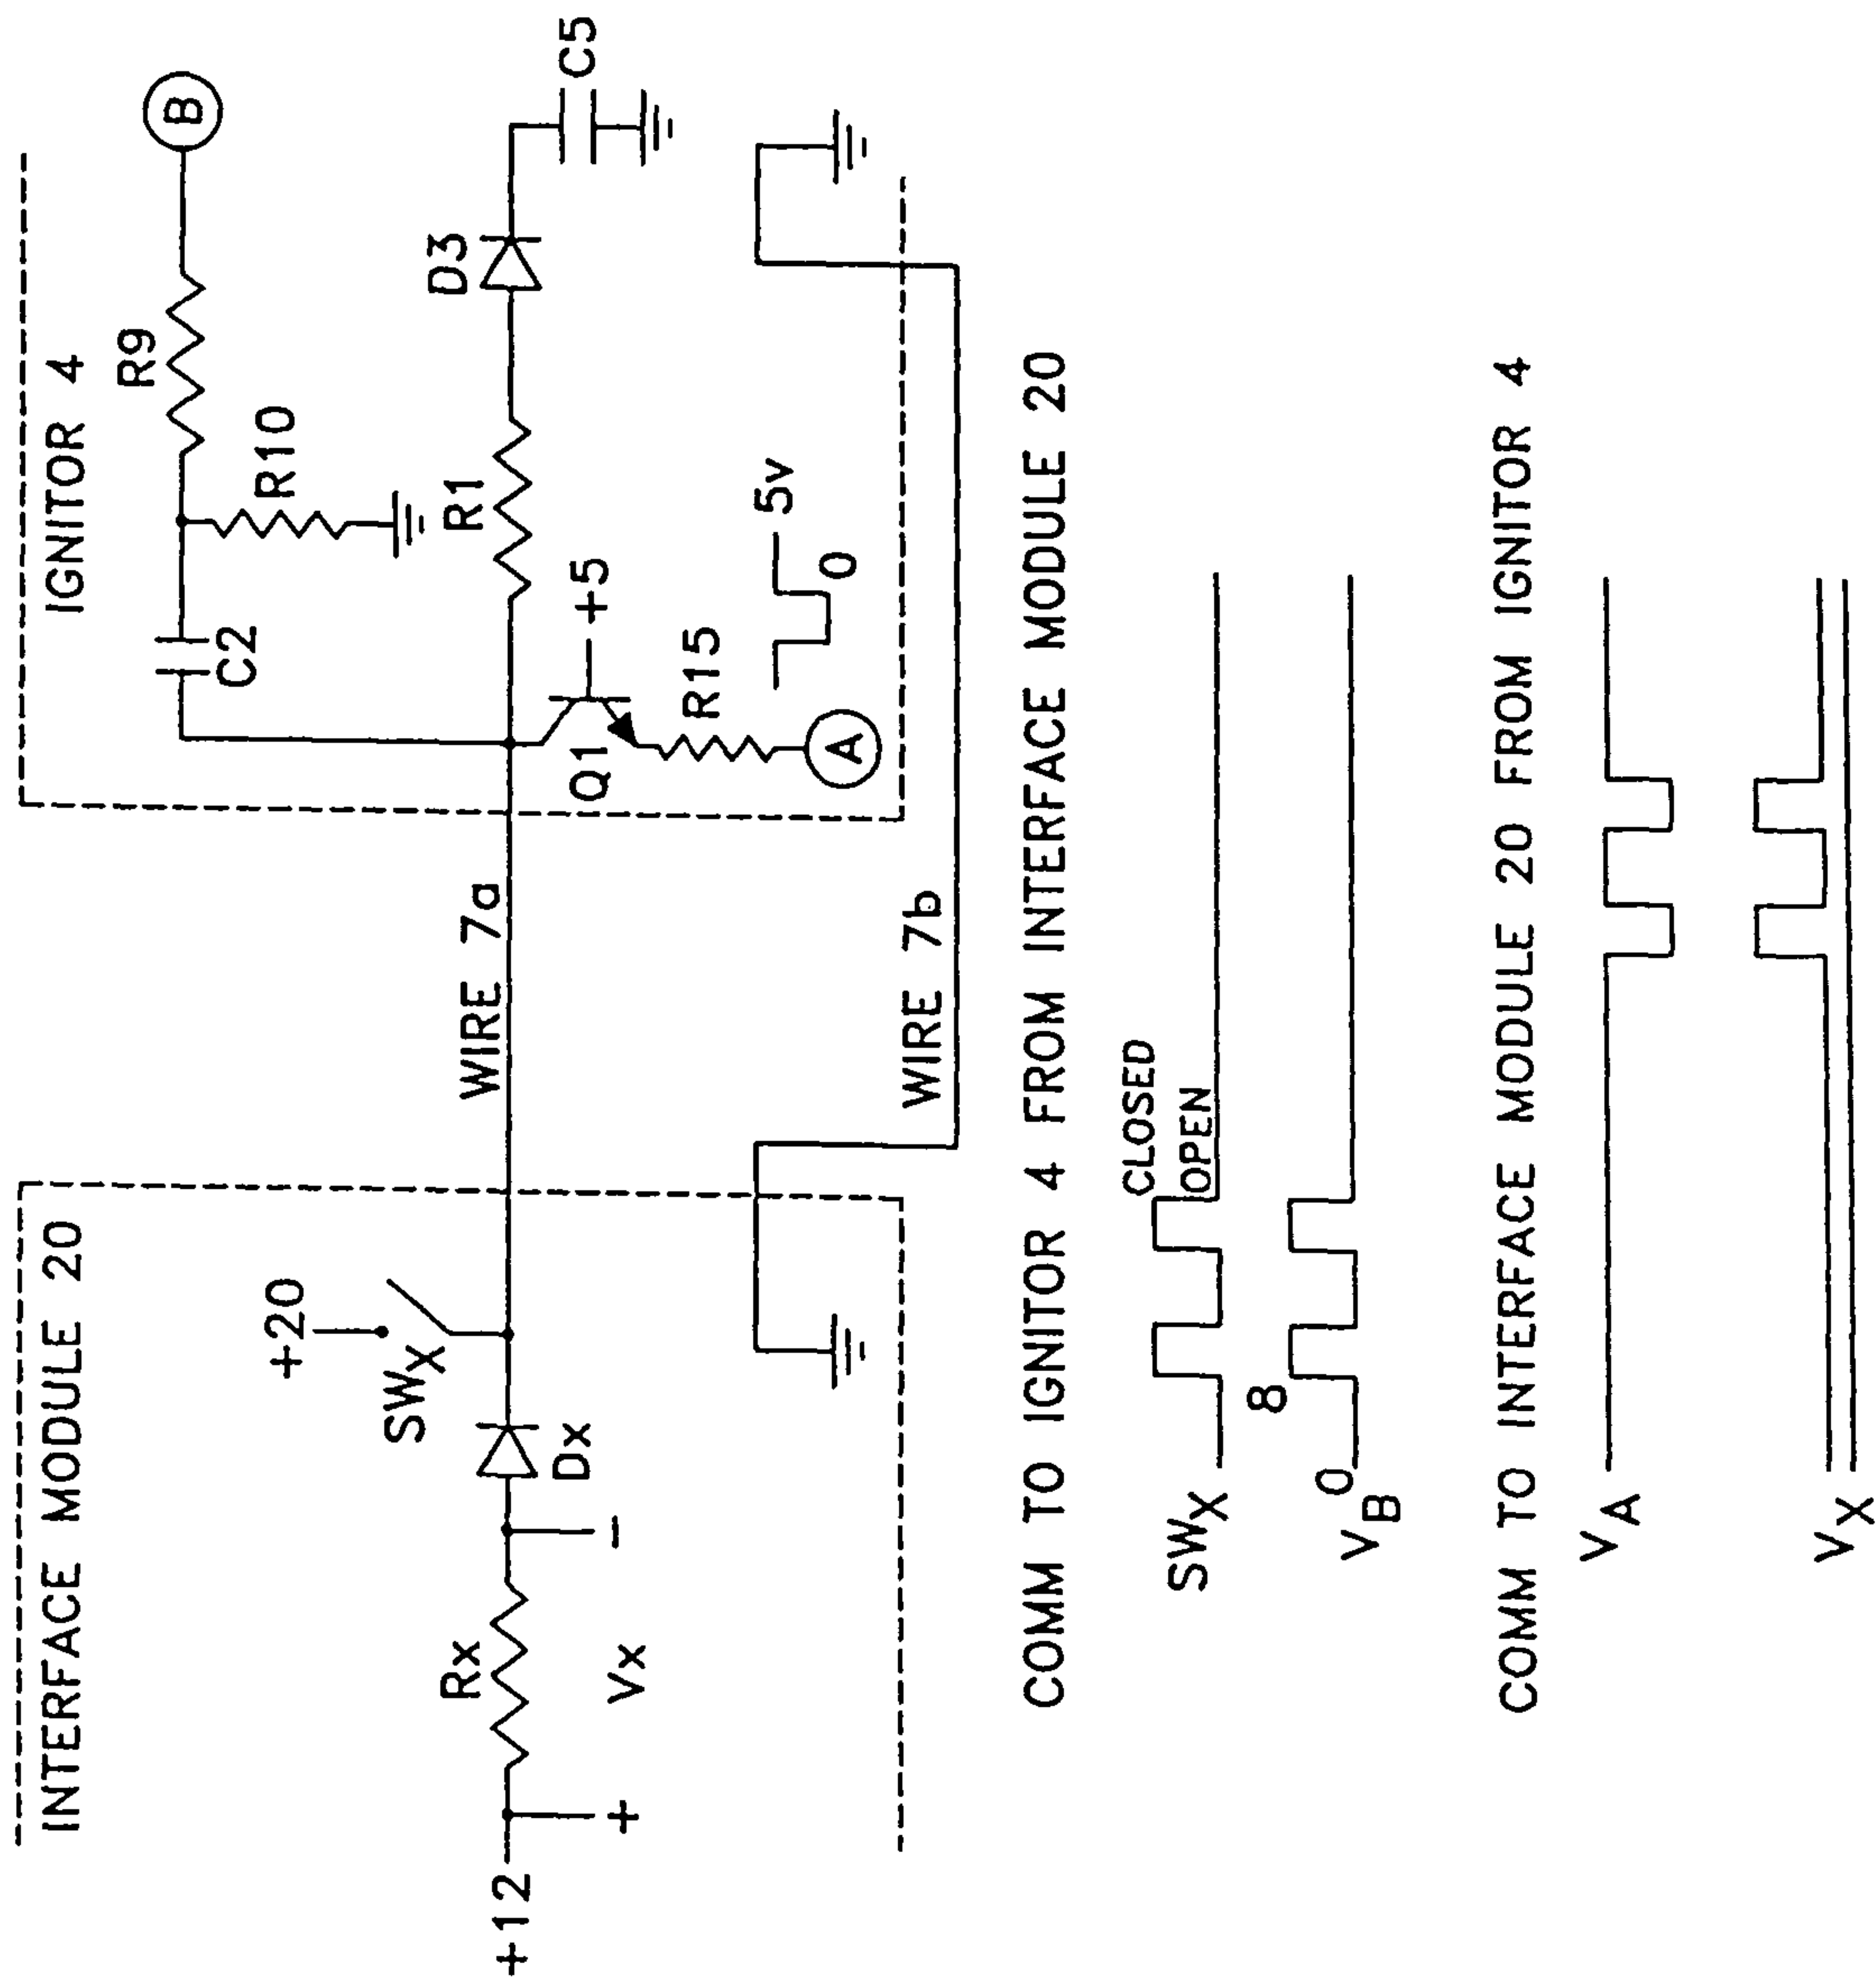 INTERFACE MODULE 20
IGNITOR 4
+12
Rx
+
Vx
-
Dx
+20
SWX
WIRE 7a
C2
R10
R9
B
R1
D3
C5
Q1
+5
R15
A
5v
0
WIRE 7b
COMM TO IGNITOR 4 FROM INTERFACE MODULE 20
SWX
CLOSED
OPEN
8
0
VB
COMM TO INTERFACE MODULE 20 FROM IGNITOR 4
VA
VX